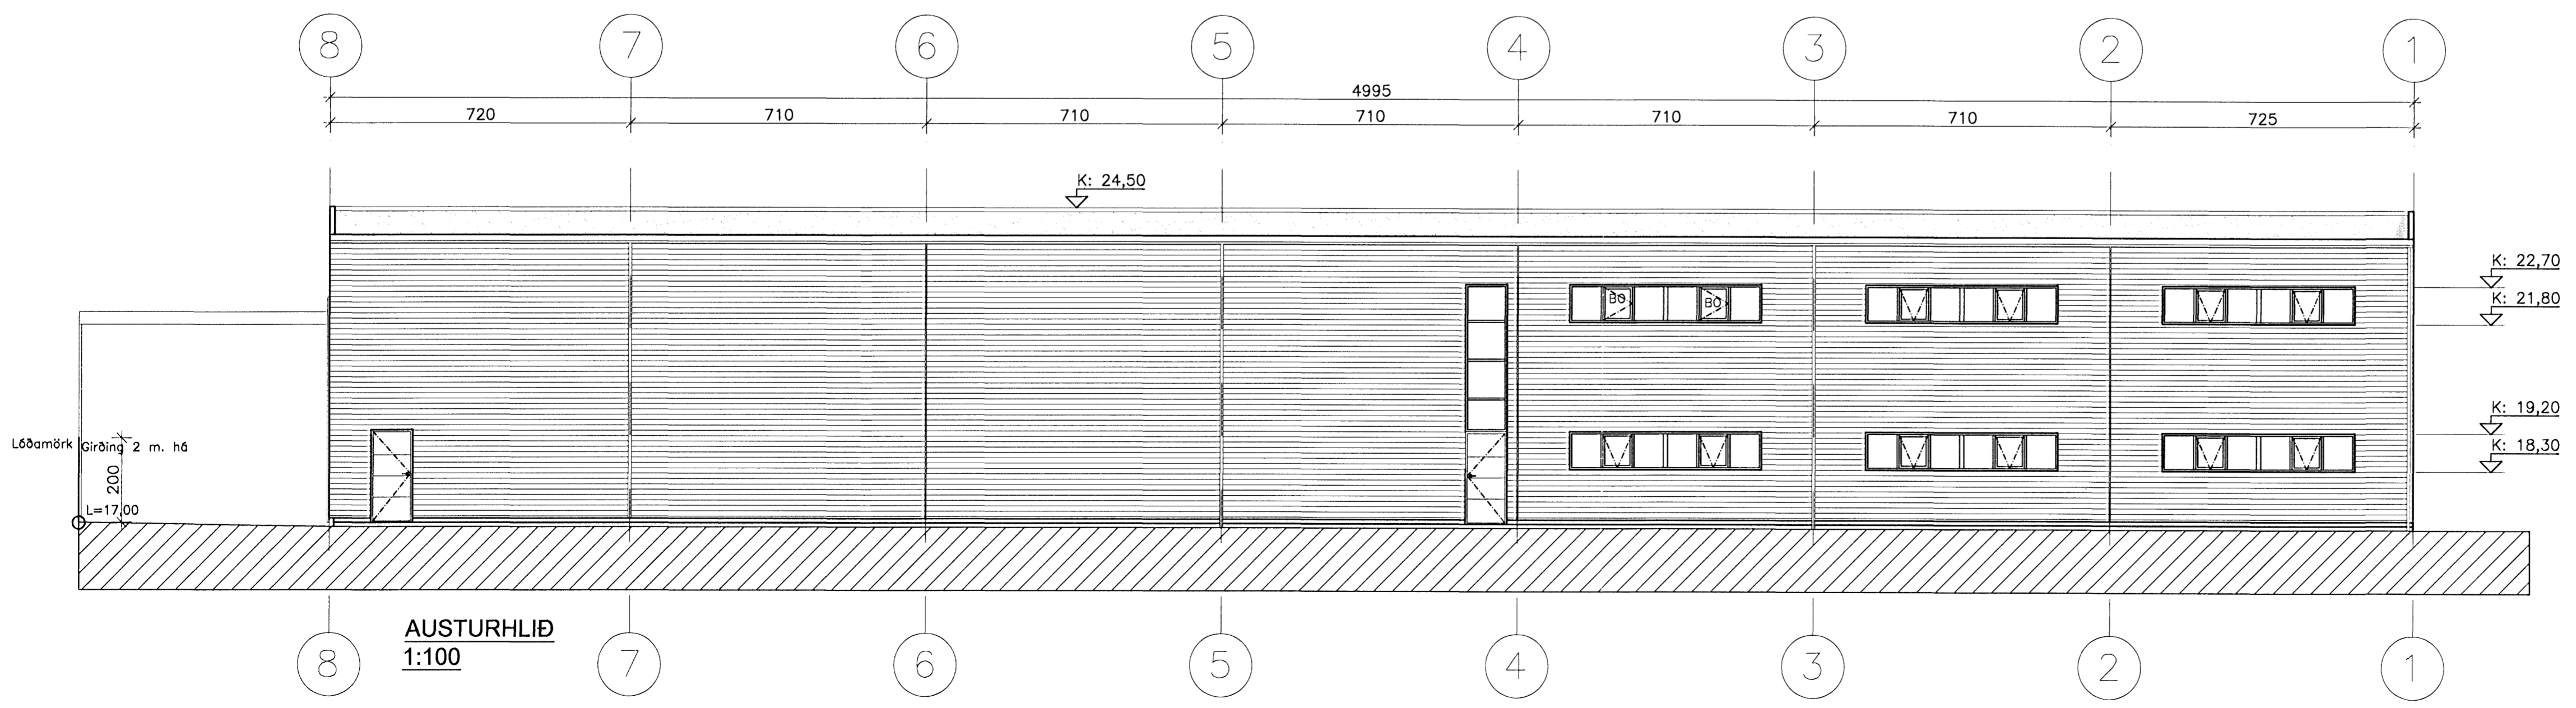 8 7 6 5 4 3 2 1
4995
720 710 710 710 710 710 725
K: 24,50
K: 22,70
BO BO
K: 21,80
K: 19,20
Lóðamörk Girðing 2 m. há
K: 18,30
200
L=17,00
AUSTURHLIÐ
1:100
8 7 6 5 4 3 2 1